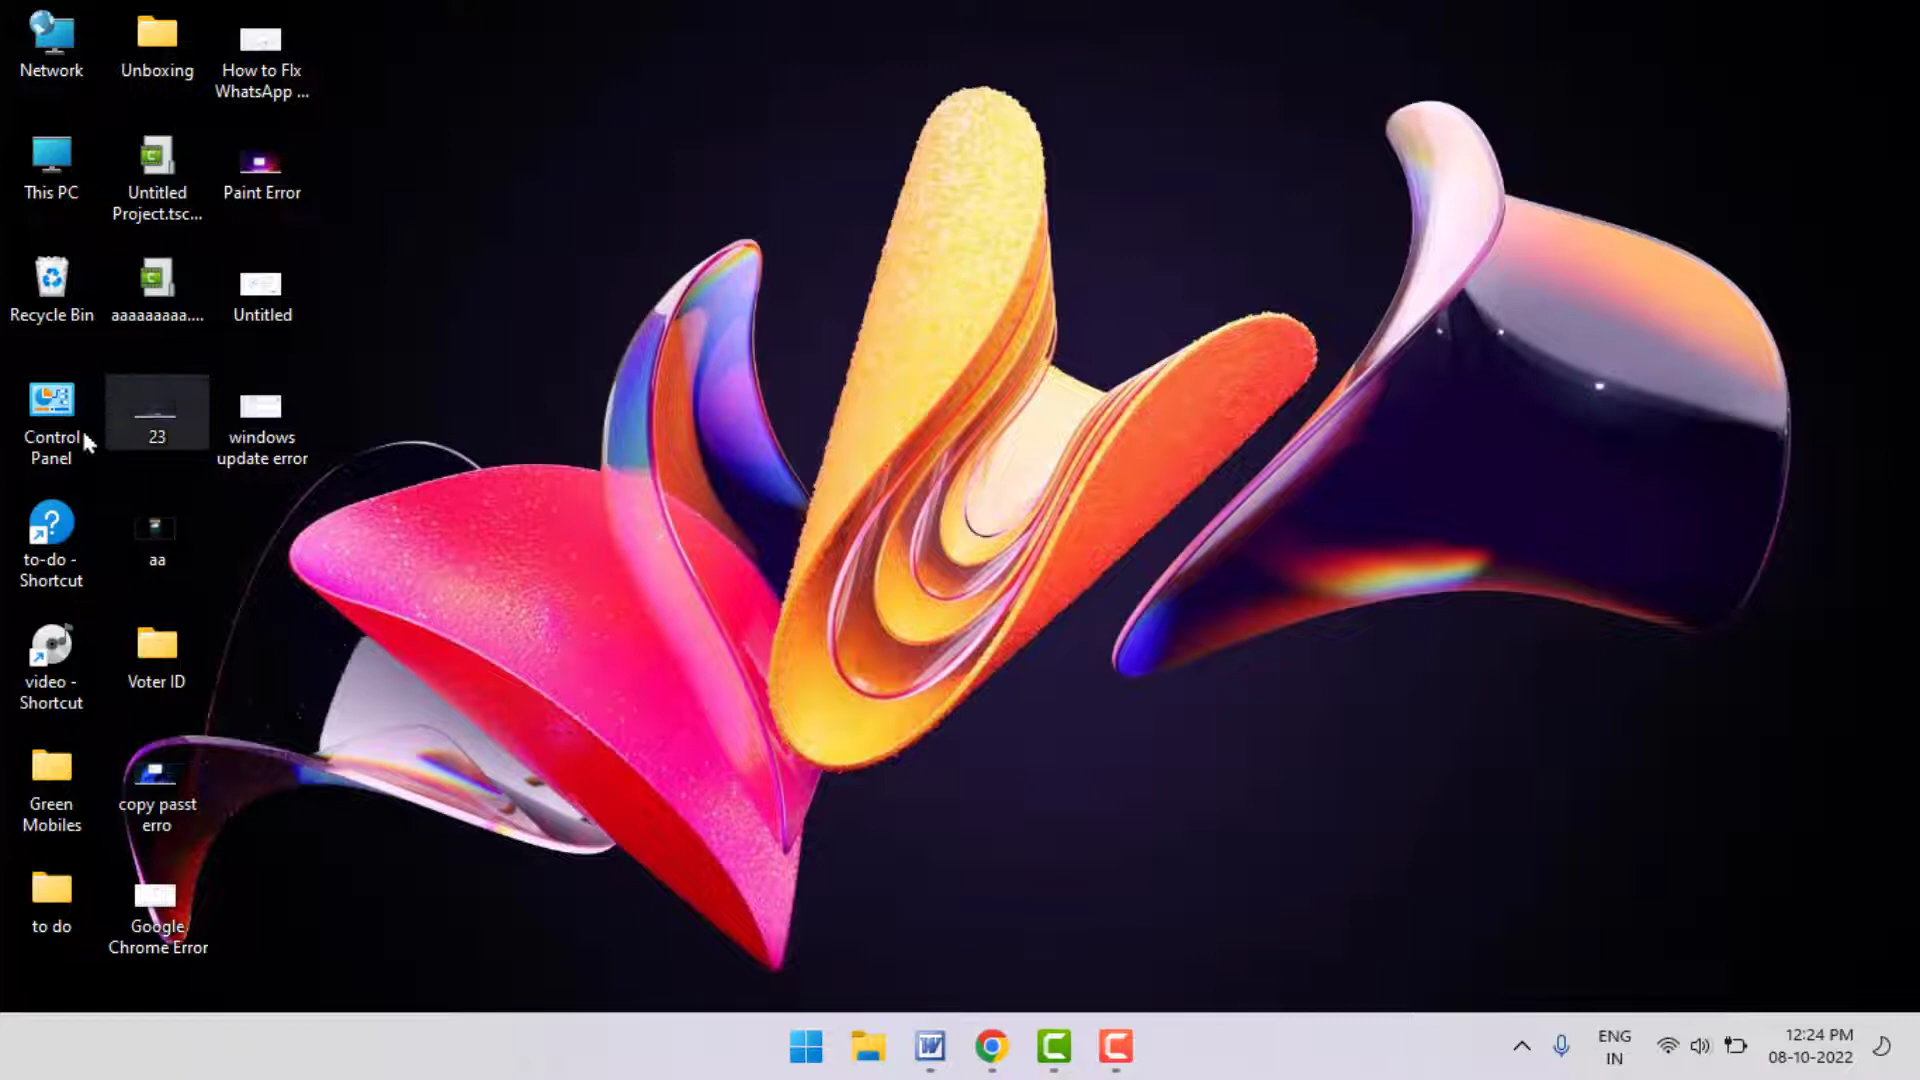 Network
Unboxing
How to FIx
WhatsApp ...
This PC
Untitled
Project.tsc...
Paint Error
Recycle Bin
aaaaaaaaa....
Untitled
Control
Panel
23
windows
update error
to-do -
Shortcut
aa
video -
Shortcut
Voter ID
Green
Mobiles
copy passt
erro
to do
Google
Chrome Error
ENG
IN
12:24 PM
08-10-2022